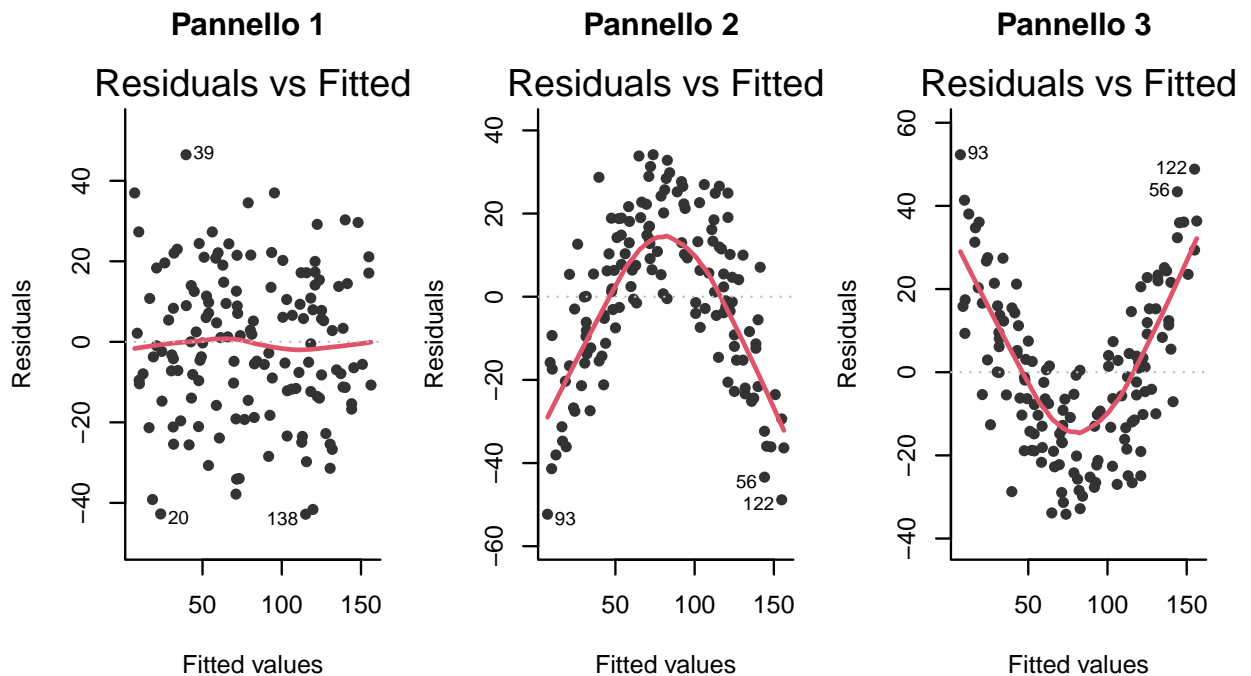 Pannello 1
Residuals vs Fitted
Residuals
40
20
0
−20
−40
39
20
138
50
100
150
Fitted values
Pannello 2
Residuals vs Fitted
Residuals
40
20
0
−20
−40
−60
56
122
93
50
100
150
Fitted values
Pannello 3
Residuals vs Fitted
Residuals
60
40
20
0
−20
−40
93
122
56
50
100
150
Fitted values